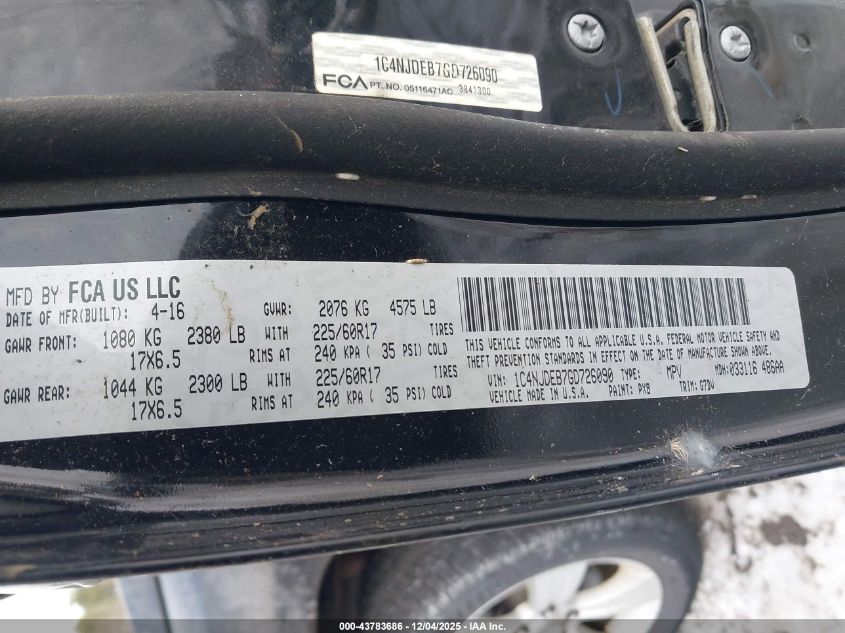 1C4NJDEB7GD726090
FCA PT. NO. 05116471AC 3841300
MFD BY FCA US LLC
DATE OF MFR(BUILT): 4-16 GVWR: 2076 KG 4575 LB
GAWR FRONT: 1080 KG 2380 LB WITH 225/60R17 TIRES
17X6.5 RIMS AT 240 KPA ( 35 PSI) COLD
GAWR REAR: 1044 KG 2300 LB WITH 225/60R17 TIRES
17X6.5 RIMS AT 240 KPA ( 35 PSI) COLD
THIS VEHICLE CONFORMS TO ALL APPLICABLE U.S.A. FEDERAL MOTOR VEHICLE SAFETY AND
THEFT PREVENTION STANDARDS IN EFFECT ON THE DATE OF MANUFACTURE SHOWN ABOVE.
VIN: 1C4NJDEB7GD726090 TYPE: MPV MDH: 033116 486AA
VEHICLE MADE IN U.S.A. PAINT: PX8 TRIM: G7DV
000-43783686 - 12/04/2025 - IAA Inc.